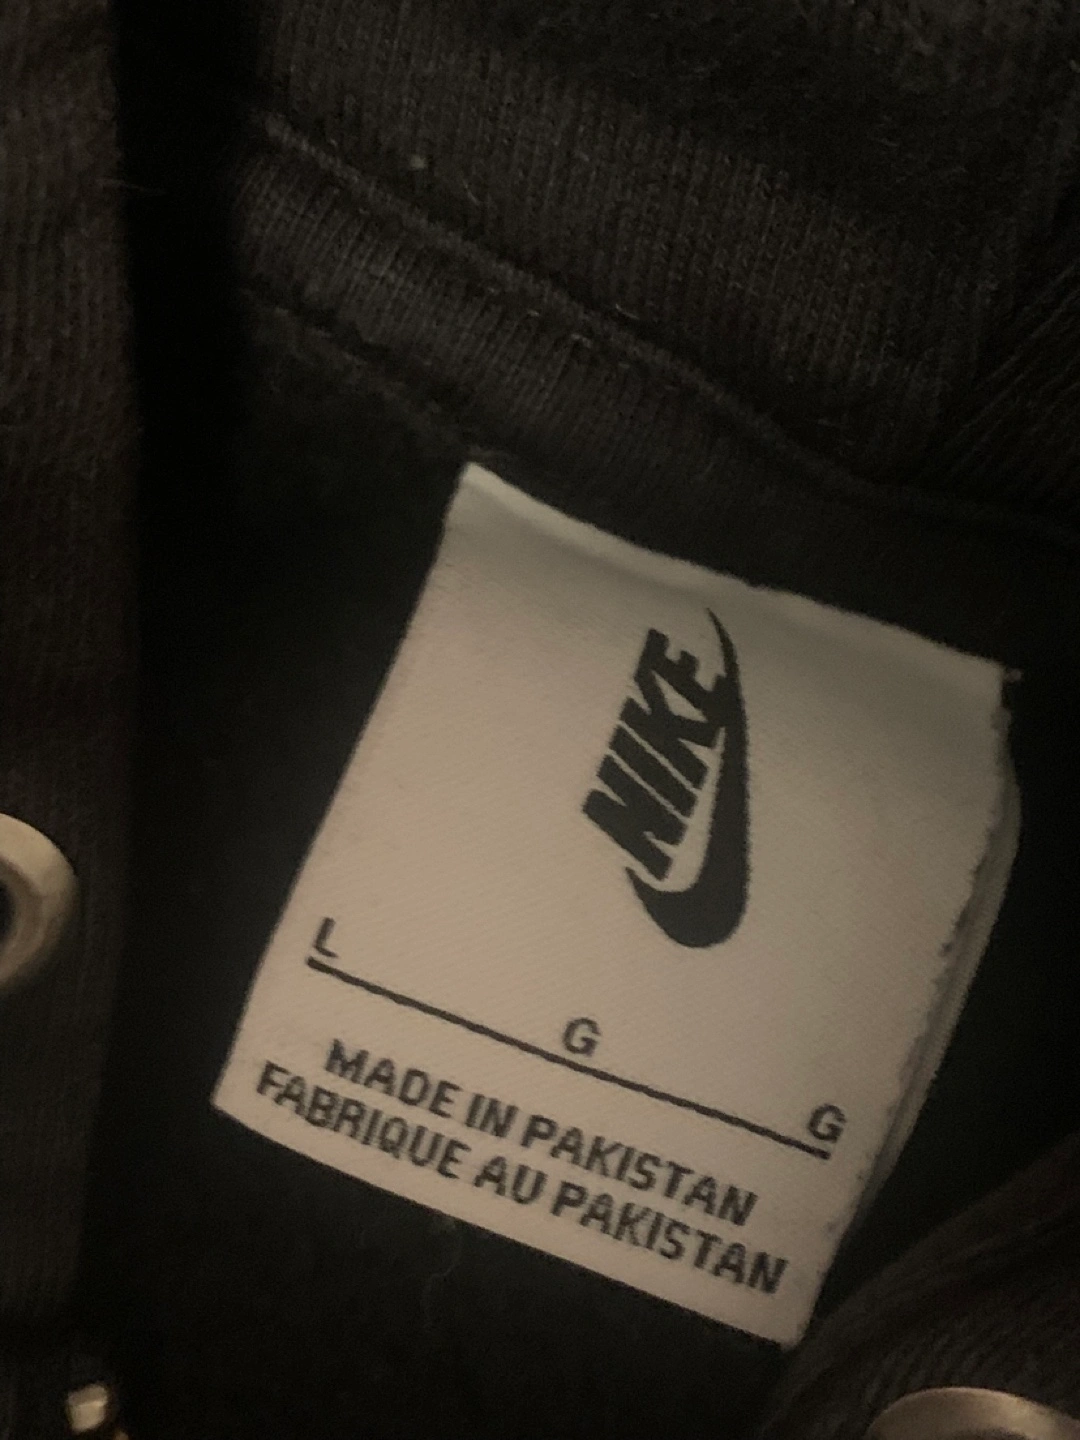 NIKE
L G G
MADE IN PAKISTAN
FABRIQUE AU PAKISTAN